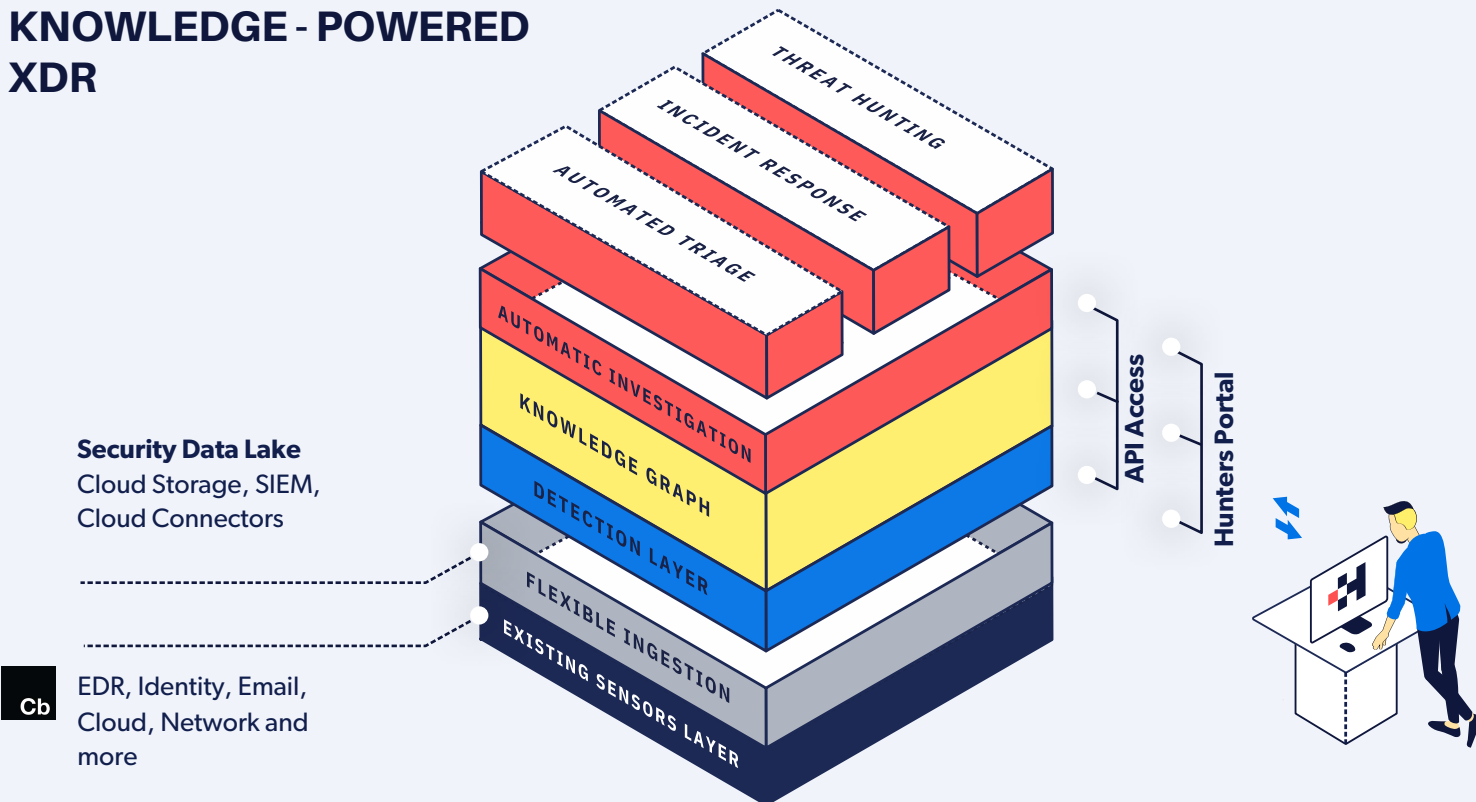 KNOWLEDGE - POWERED
XDR
THREAT HUNTING
INCIDENT RESPONSE
AUTOMATED TRIAGE
AUTOMATIC INVESTIGATION
KNOWLEDGE GRAPH
DETECTION LAYER
FLEXIBLE INGESTION
EXISTING SENSORS LAYER
API Access
Hunters Portal
Security Data Lake
Cloud Storage, SIEM,
Cloud Connectors
Cb
EDR, Identity, Email,
Cloud, Network and
more